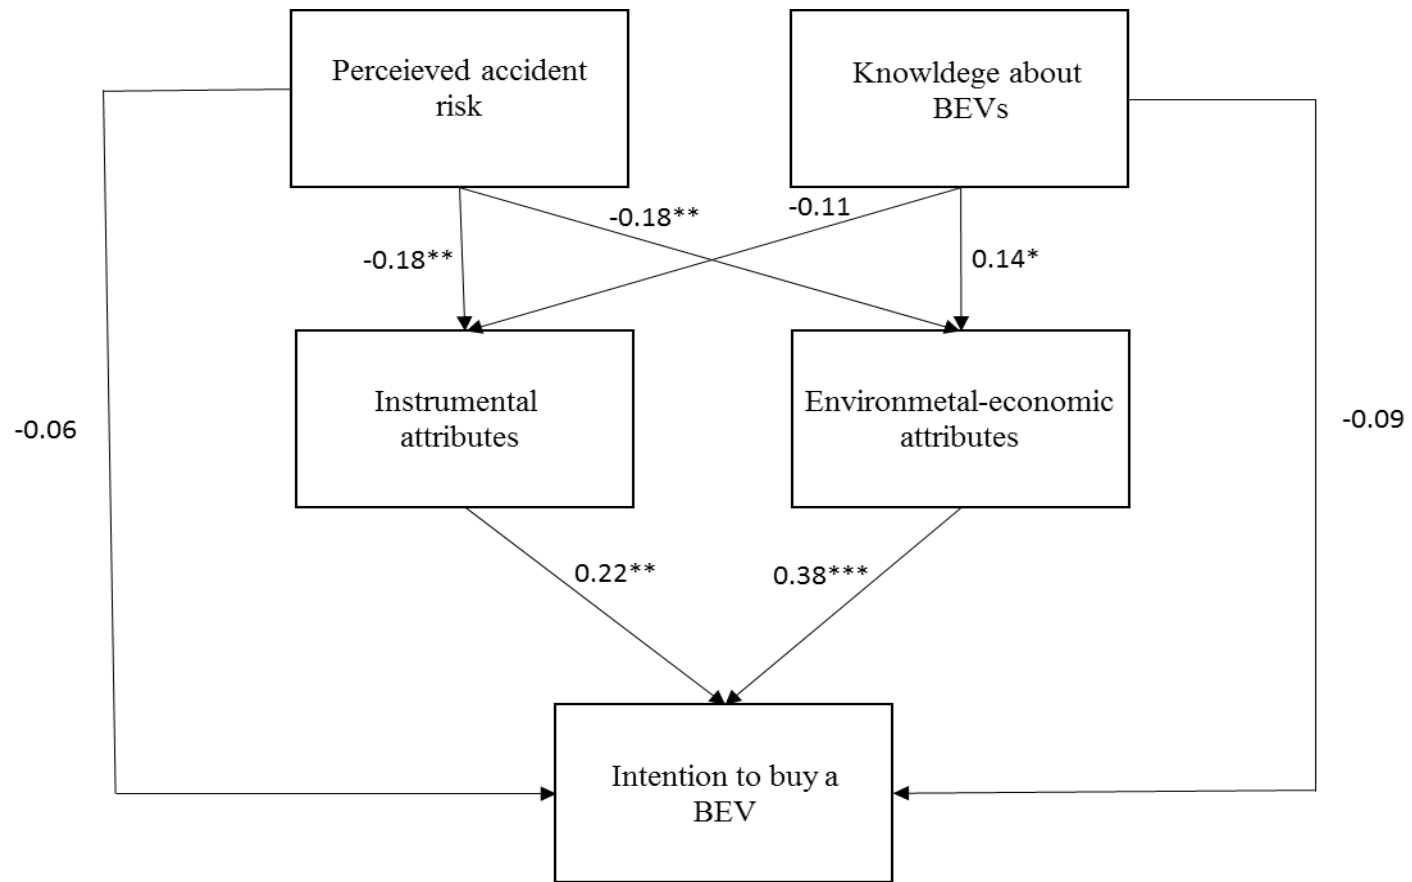 Perceieved accident
risk
Knowldege about
BEVs
-0.18**
-0.11
-0.18**
0.14*
Instrumental
attributes
Environmetal-economic
attributes
-0.06
-0.09
0.22**
0.38***
Intention to buy a
BEV